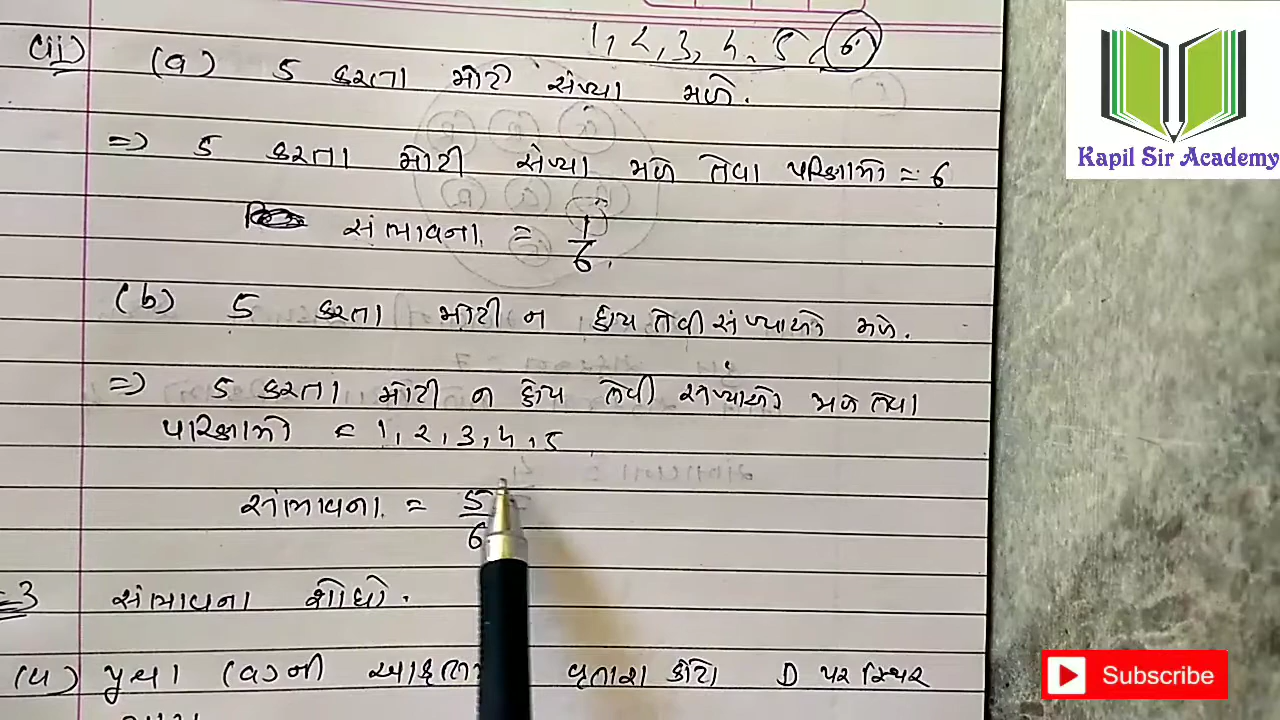 1, 2, 3, 4, 5, 6
(ii) (a) 5 કરતા મોટી સંખ્યા મળે.
⇒ 5 કરતા મોટી સંખ્યા મળે તેવા પરિણામો = 6
સંભાવના = 1/6.
(b) 5 કરતા મોટી ન હોય તેવી સંખ્યાઓ મળે.
⇒ 5 કરતા મોટી ન હોય તેવી સંખ્યાઓ મળે તેવા
પરિણામો = 1, 2, 3, 4, 5
સંભાવના = 5/6
-3 સંભાવના શોધો.
(અ) પ્રશ્ન (a) ની આકૃતિ વૃતાશ કાંટો D પર સ્થિર
Kapil Sir Academy
Subscribe